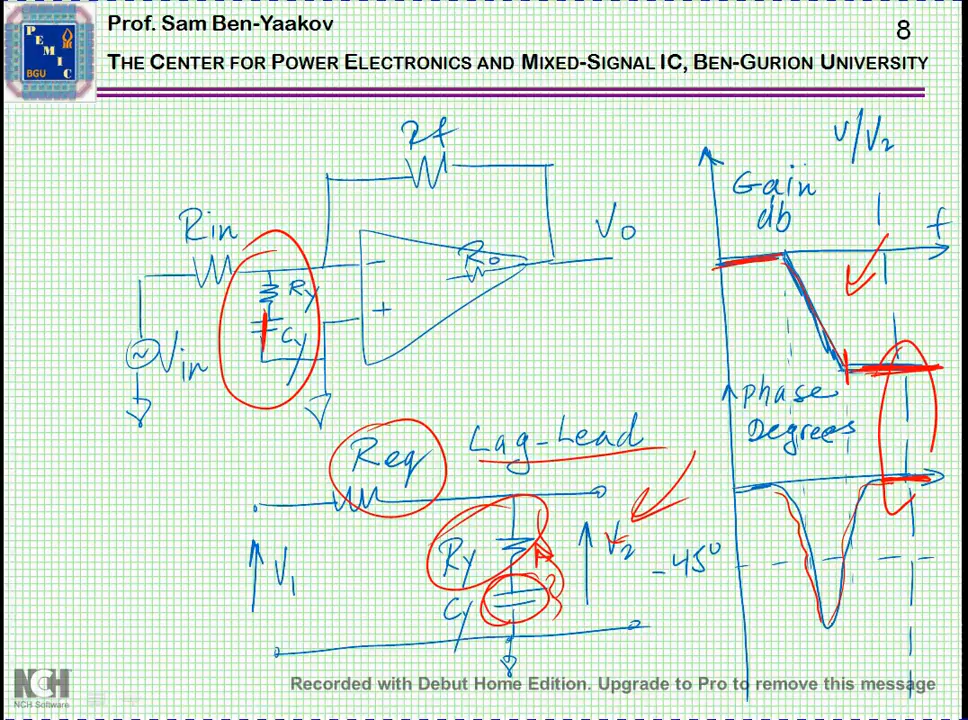 Prof. Sam Ben-Yaakov
8
THE CENTER FOR POWER ELECTRONICS AND MIXED-SIGNAL IC, BEN-GURION UNIVERSITY
P
E
M
I
C
BGU
Rf
V/V2
Gain
db
f
Rin
Vo
Ro
-
+
Ry
Cy
~
Vin
phase
Degrees
Req
Lag-Lead
V1
Ry
Cy
V2
-45°
NCH
NCH Software
Recorded with Debut Home Edition. Upgrade to Pro to remove this message